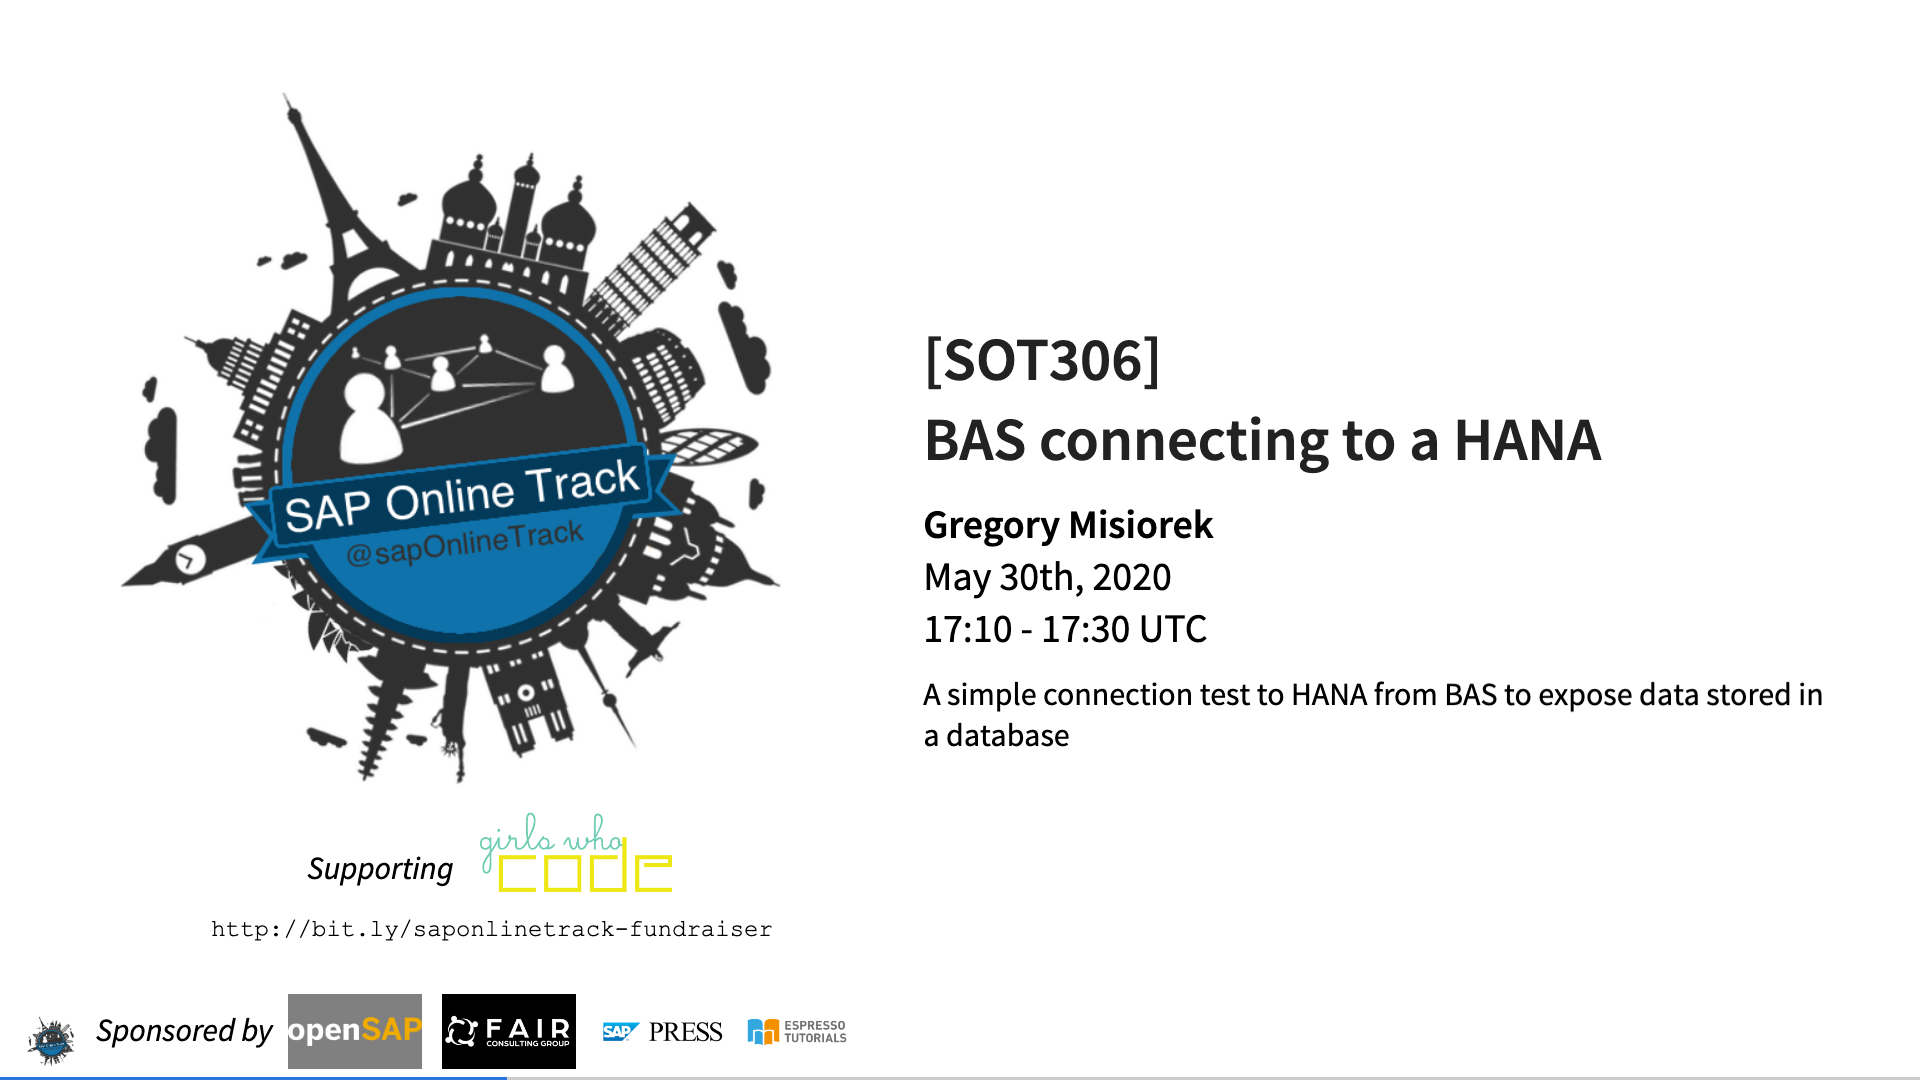 SAP Online Track
@sapOnlineTrack
[SOT306]
BAS connecting to a HANA
Gregory Misiorek
May 30th, 2020
17:10 - 17:30 UTC
A simple connection test to HANA from BAS to expose data stored in
a database
Supporting
girls who
code
http://bit.ly/saponlinetrack-fundraiser
Sponsored by
openSAP
FAIR
CONSULTING GROUP
SAP PRESS
ESPRESSO
TUTORIALS